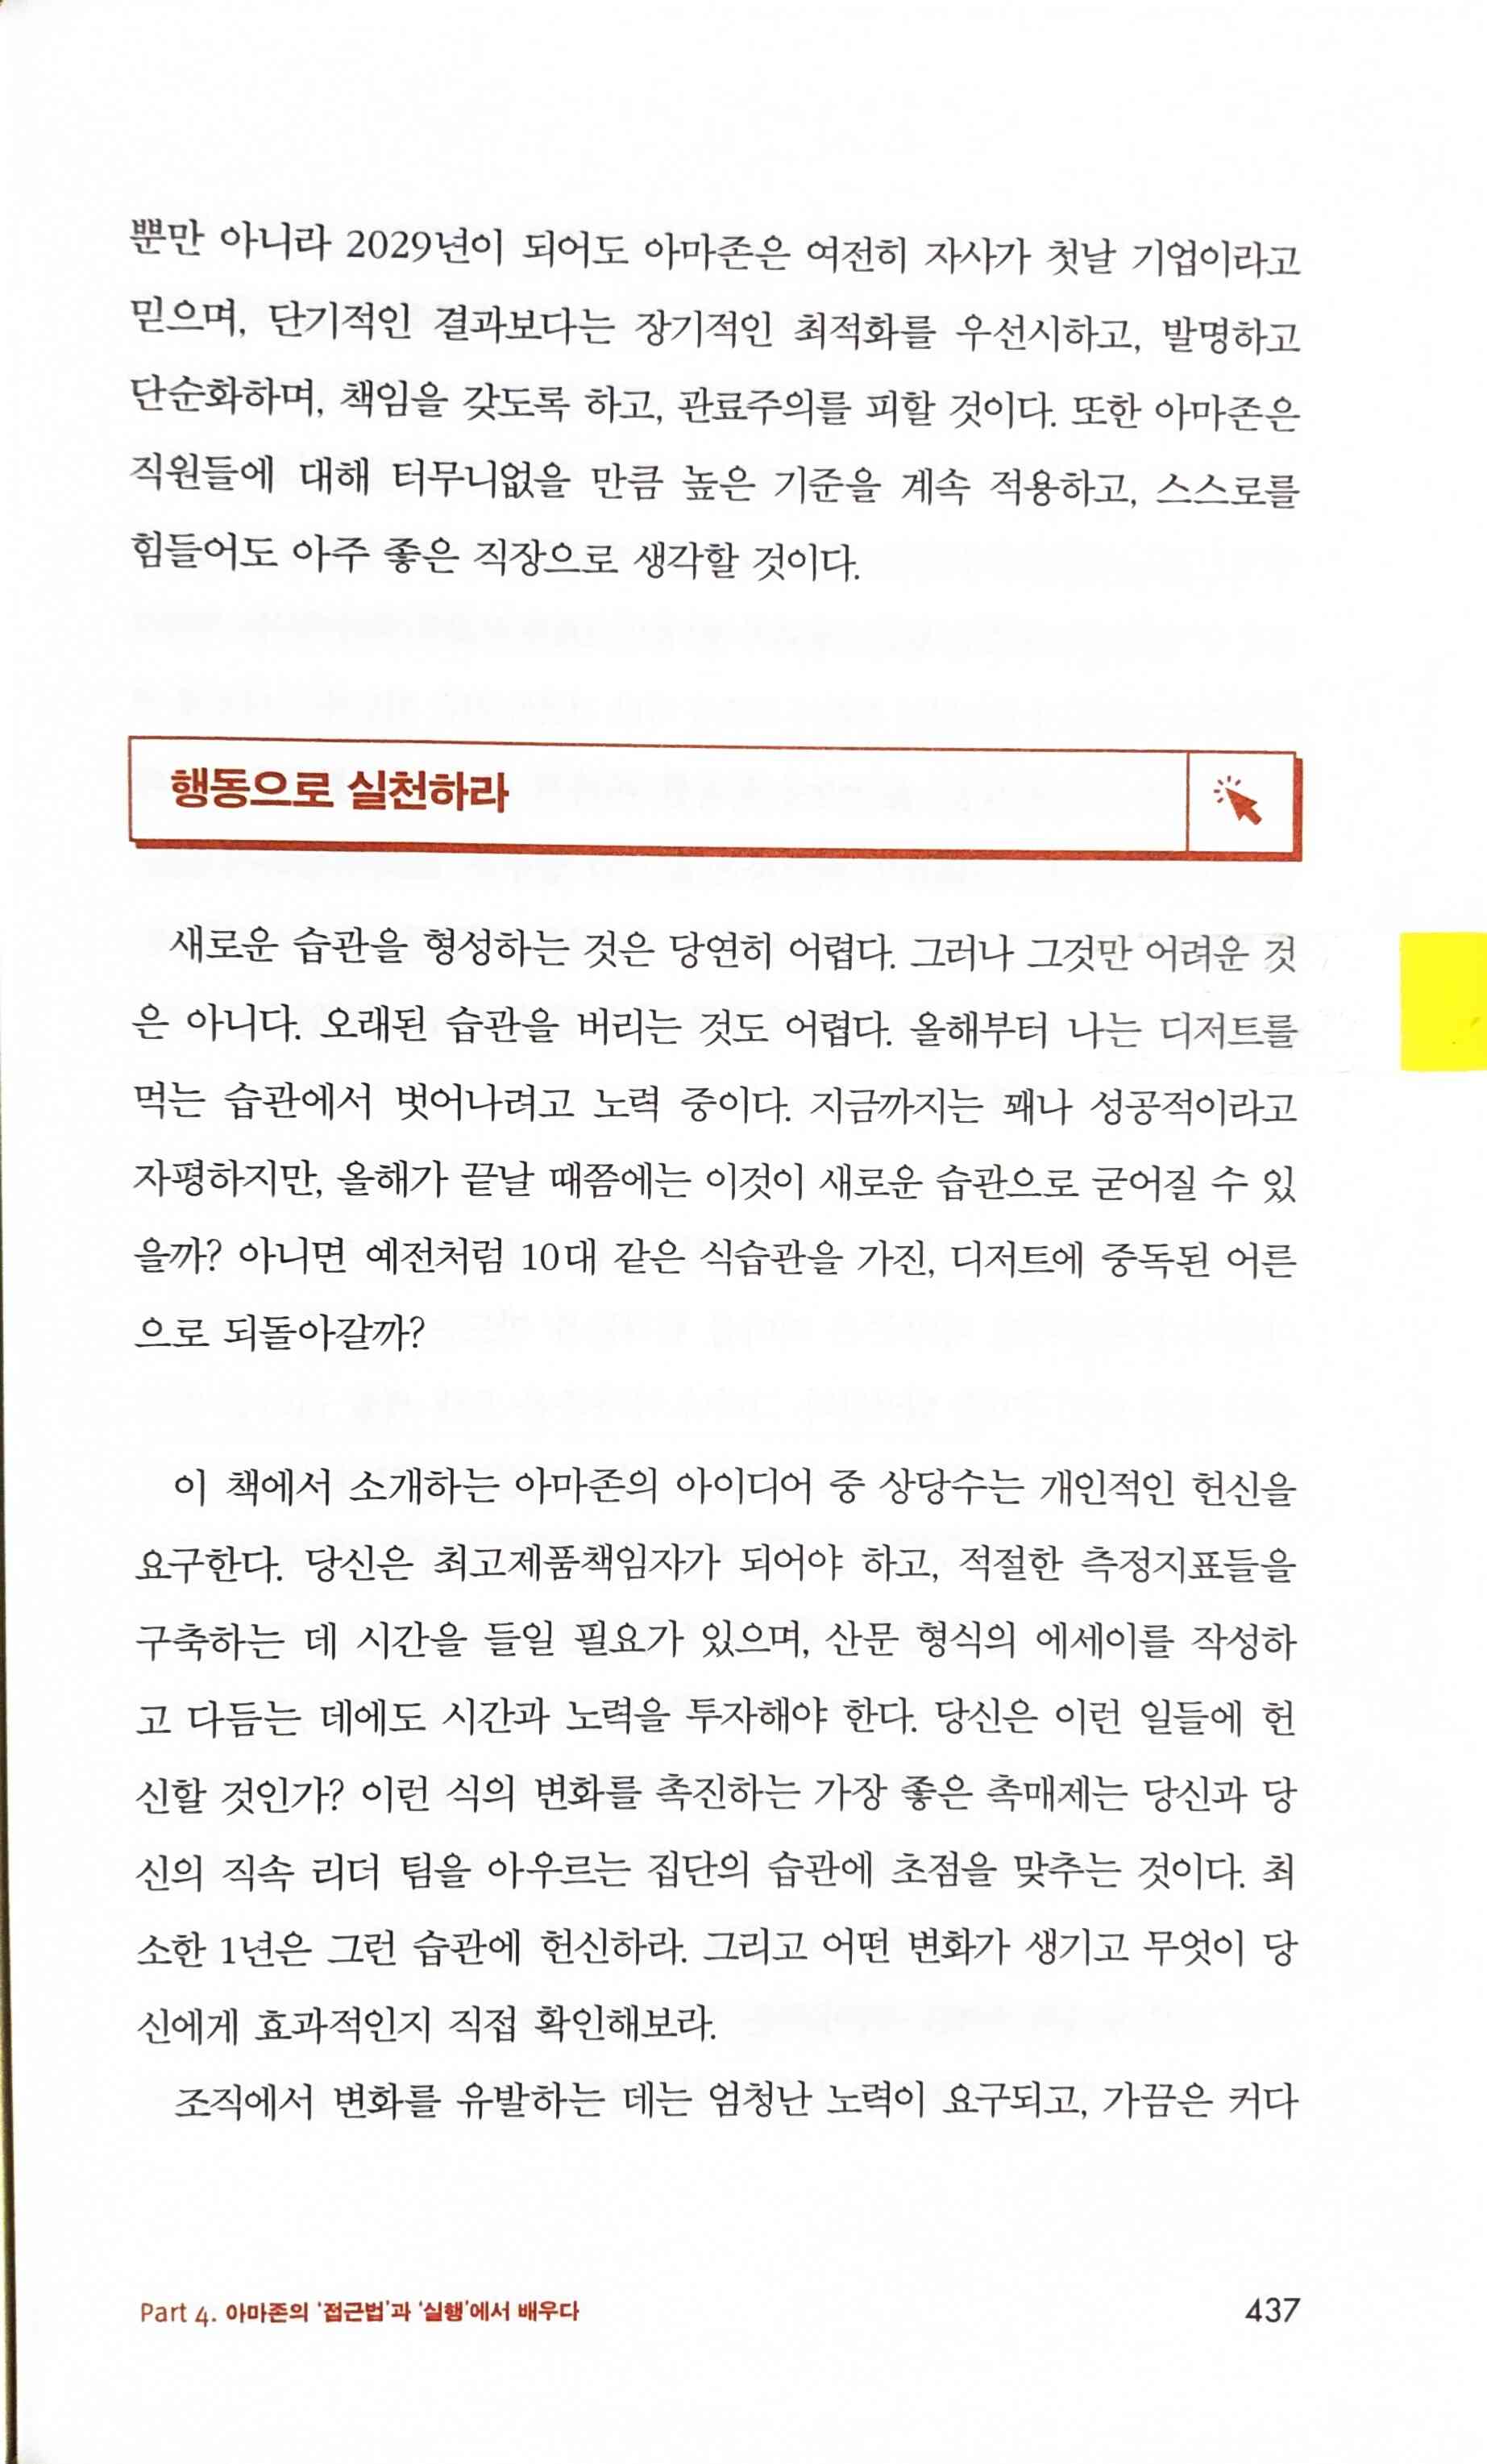 뿐만 아니라 2029년이 되어도 아마존은 여전히 자사가 첫날 기업이라고
믿으며, 단기적인 결과보다는 장기적인 최적화를 우선시하고, 발명하고
단순화하며, 책임을 갖도록 하고, 관료주의를 피할 것이다. 또한 아마존은
직원들에 대해 터무니없을 만큼 높은 기준을 계속 적용하고, 스스로를
힘들어도 아주 좋은 직장으로 생각할 것이다.
행동으로 실천하라
새로운 습관을 형성하는 것은 당연히 어렵다. 그러나 그것만 어려운 것
은 아니다. 오래된 습관을 버리는 것도 어렵다. 올해부터 나는 디저트를
먹는 습관에서 벗어나려고 노력 중이다. 지금까지는 꽤나 성공적이라고
자평하지만, 올해가 끝날 때쯤에는 이것이 새로운 습관으로 굳어질 수 있
을까? 아니면 예전처럼 10대 같은 식습관을 가진, 디저트에 중독된 어른
으로 되돌아갈까?
이 책에서 소개하는 아마존의 아이디어 중 상당수는 개인적인 헌신을
요구한다. 당신은 최고제품책임자가 되어야 하고, 적절한 측정지표들을
구축하는 데 시간을 들일 필요가 있으며, 산문 형식의 에세이를 작성하
고 다듬는 데에도 시간과 노력을 투자해야 한다. 당신은 이런 일들에 헌
신할 것인가? 이런 식의 변화를 촉진하는 가장 좋은 촉매제는 당신과 당
신의 직속 리더 팀을 아우르는 집단의 습관에 초점을 맞추는 것이다. 최
소한 1년은 그런 습관에 헌신하라. 그리고 어떤 변화가 생기고 무엇이 당
신에게 효과적인지 직접 확인해보라.
조직에서 변화를 유발하는 데는 엄청난 노력이 요구되고, 가끔은 커다
Part 4. 아마존의 '접근법'과 '실행'에서 배우다
437